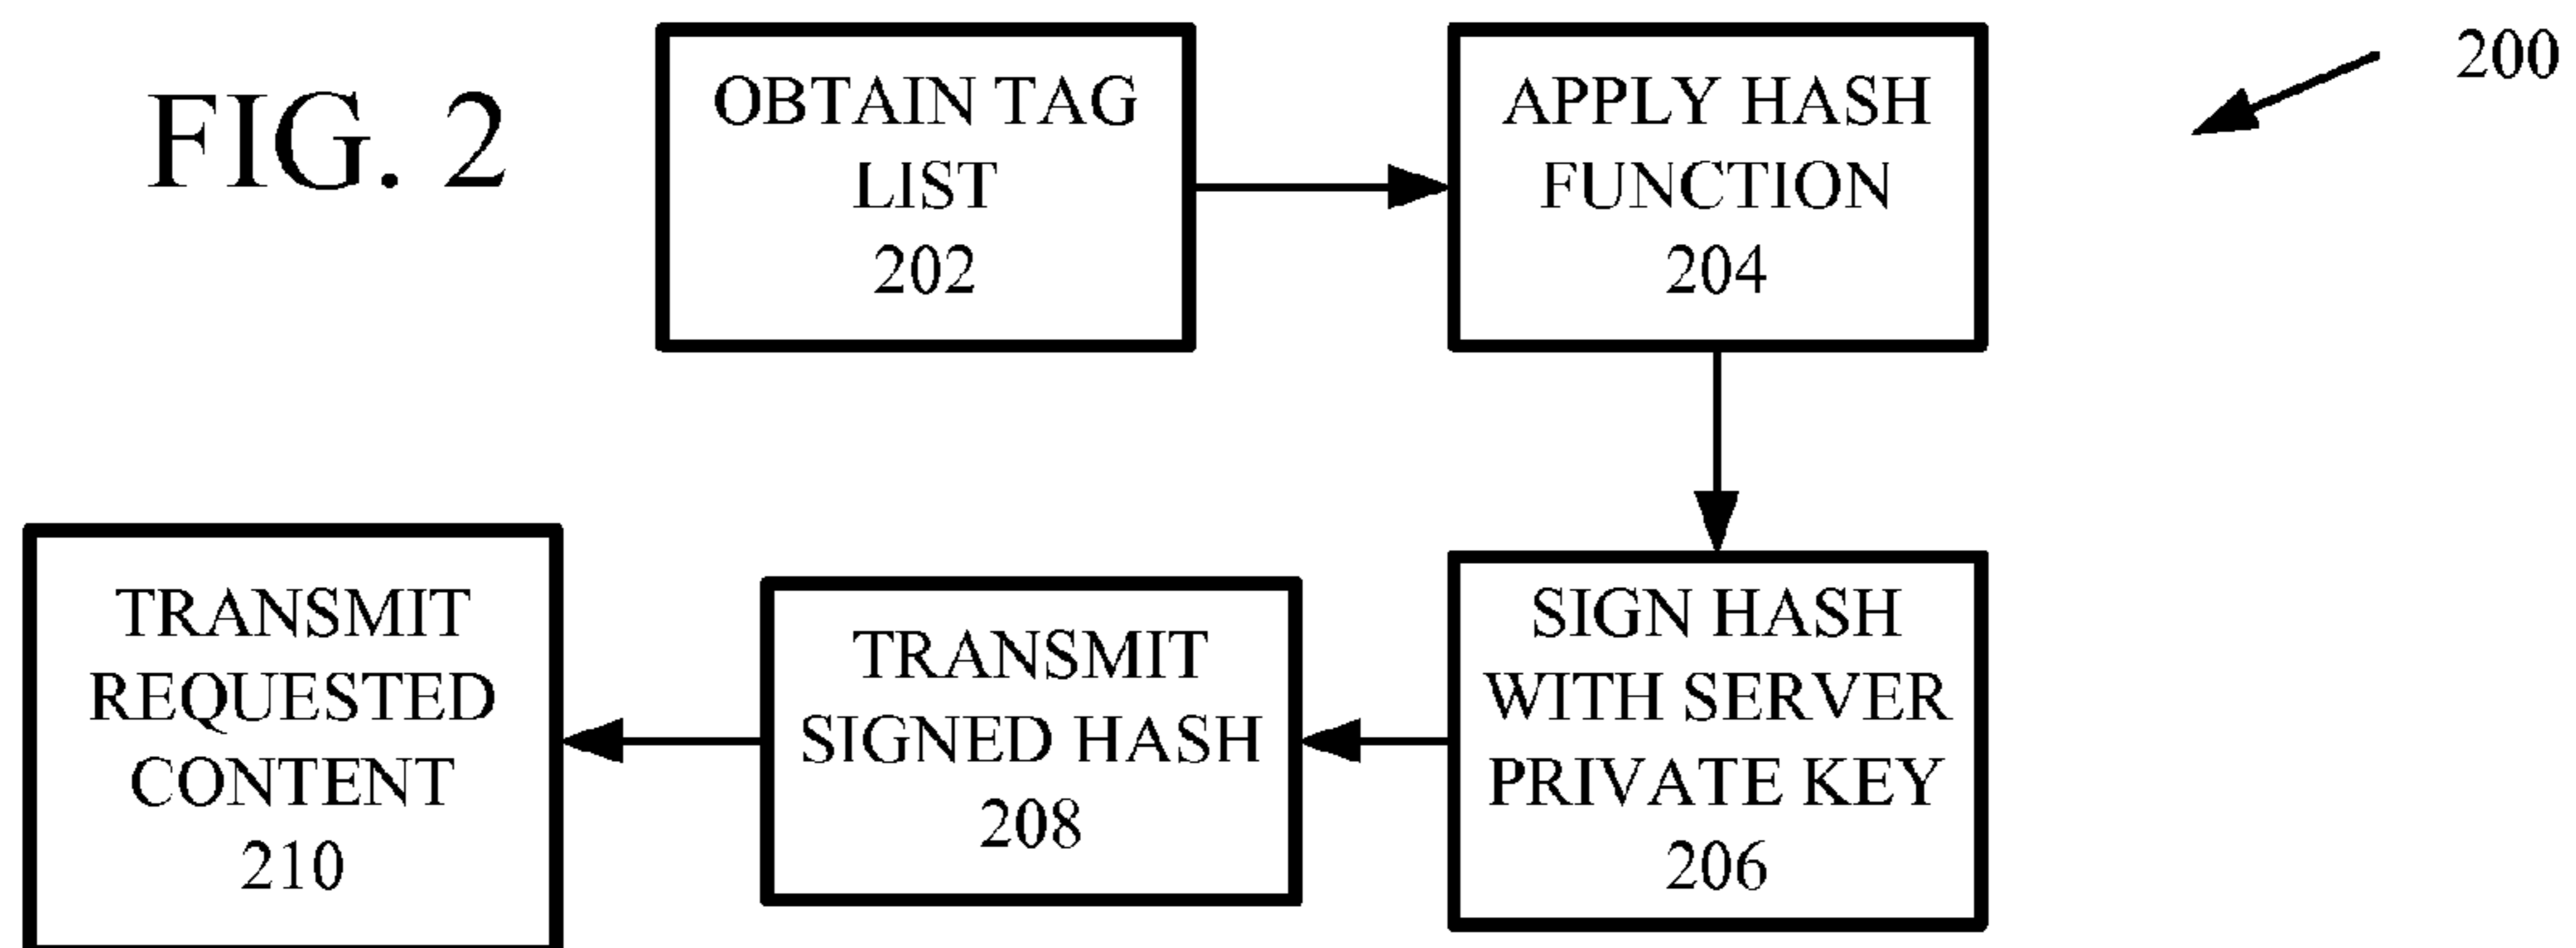 FIG. 2
OBTAIN TAG
LIST
202
APPLY HASH
FUNCTION
204
200
TRANSMIT
REQUESTED
CONTENT
210
TRANSMIT
SIGNED HASH
208
SIGN HASH
WITH SERVER
PRIVATE KEY
206